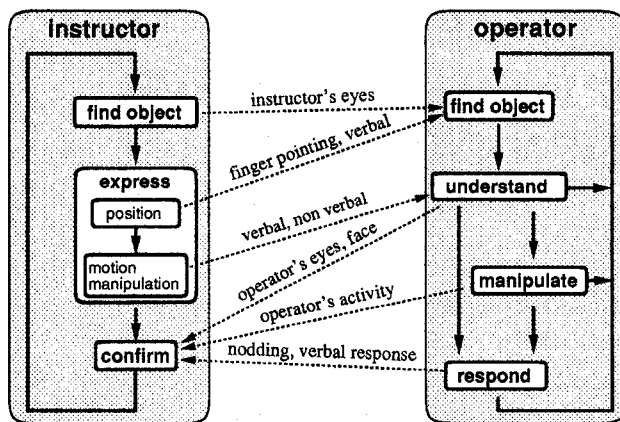 instructor
operator
find object
instructor's eyes
find object
finger pointing, verbal
express
position
understand
verbal, non verbal
motion
manipulation
operator's eyes, face
manipulate
operator's activity
confirm
nodding, verbal response
respond